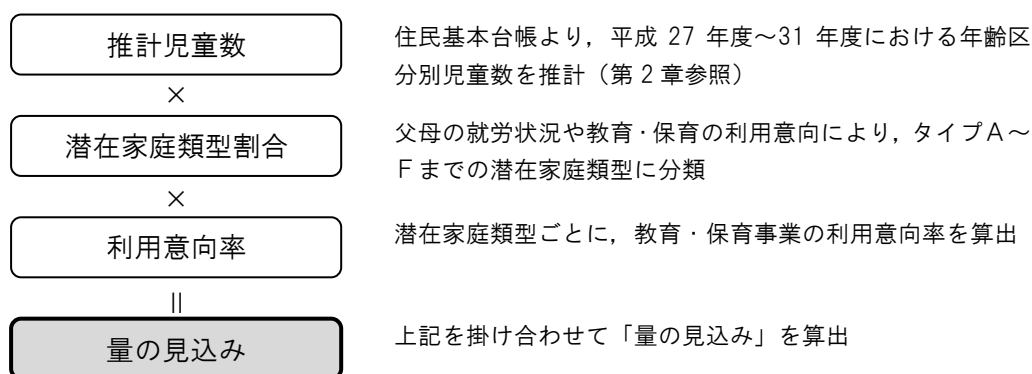 推計児童数
住民基本台帳より，平成 27 年度～31 年度における年齢区
分別児童数を推計（第 2 章参照）
×
潜在家庭類型割合
父母の就労状況や教育・保育の利用意向により，タイプＡ～
Ｆまでの潜在家庭類型に分類
×
利用意向率
潜在家庭類型ごとに，教育・保育事業の利用意向率を算出
||
量の見込み
上記を掛け合わせて「量の見込み」を算出